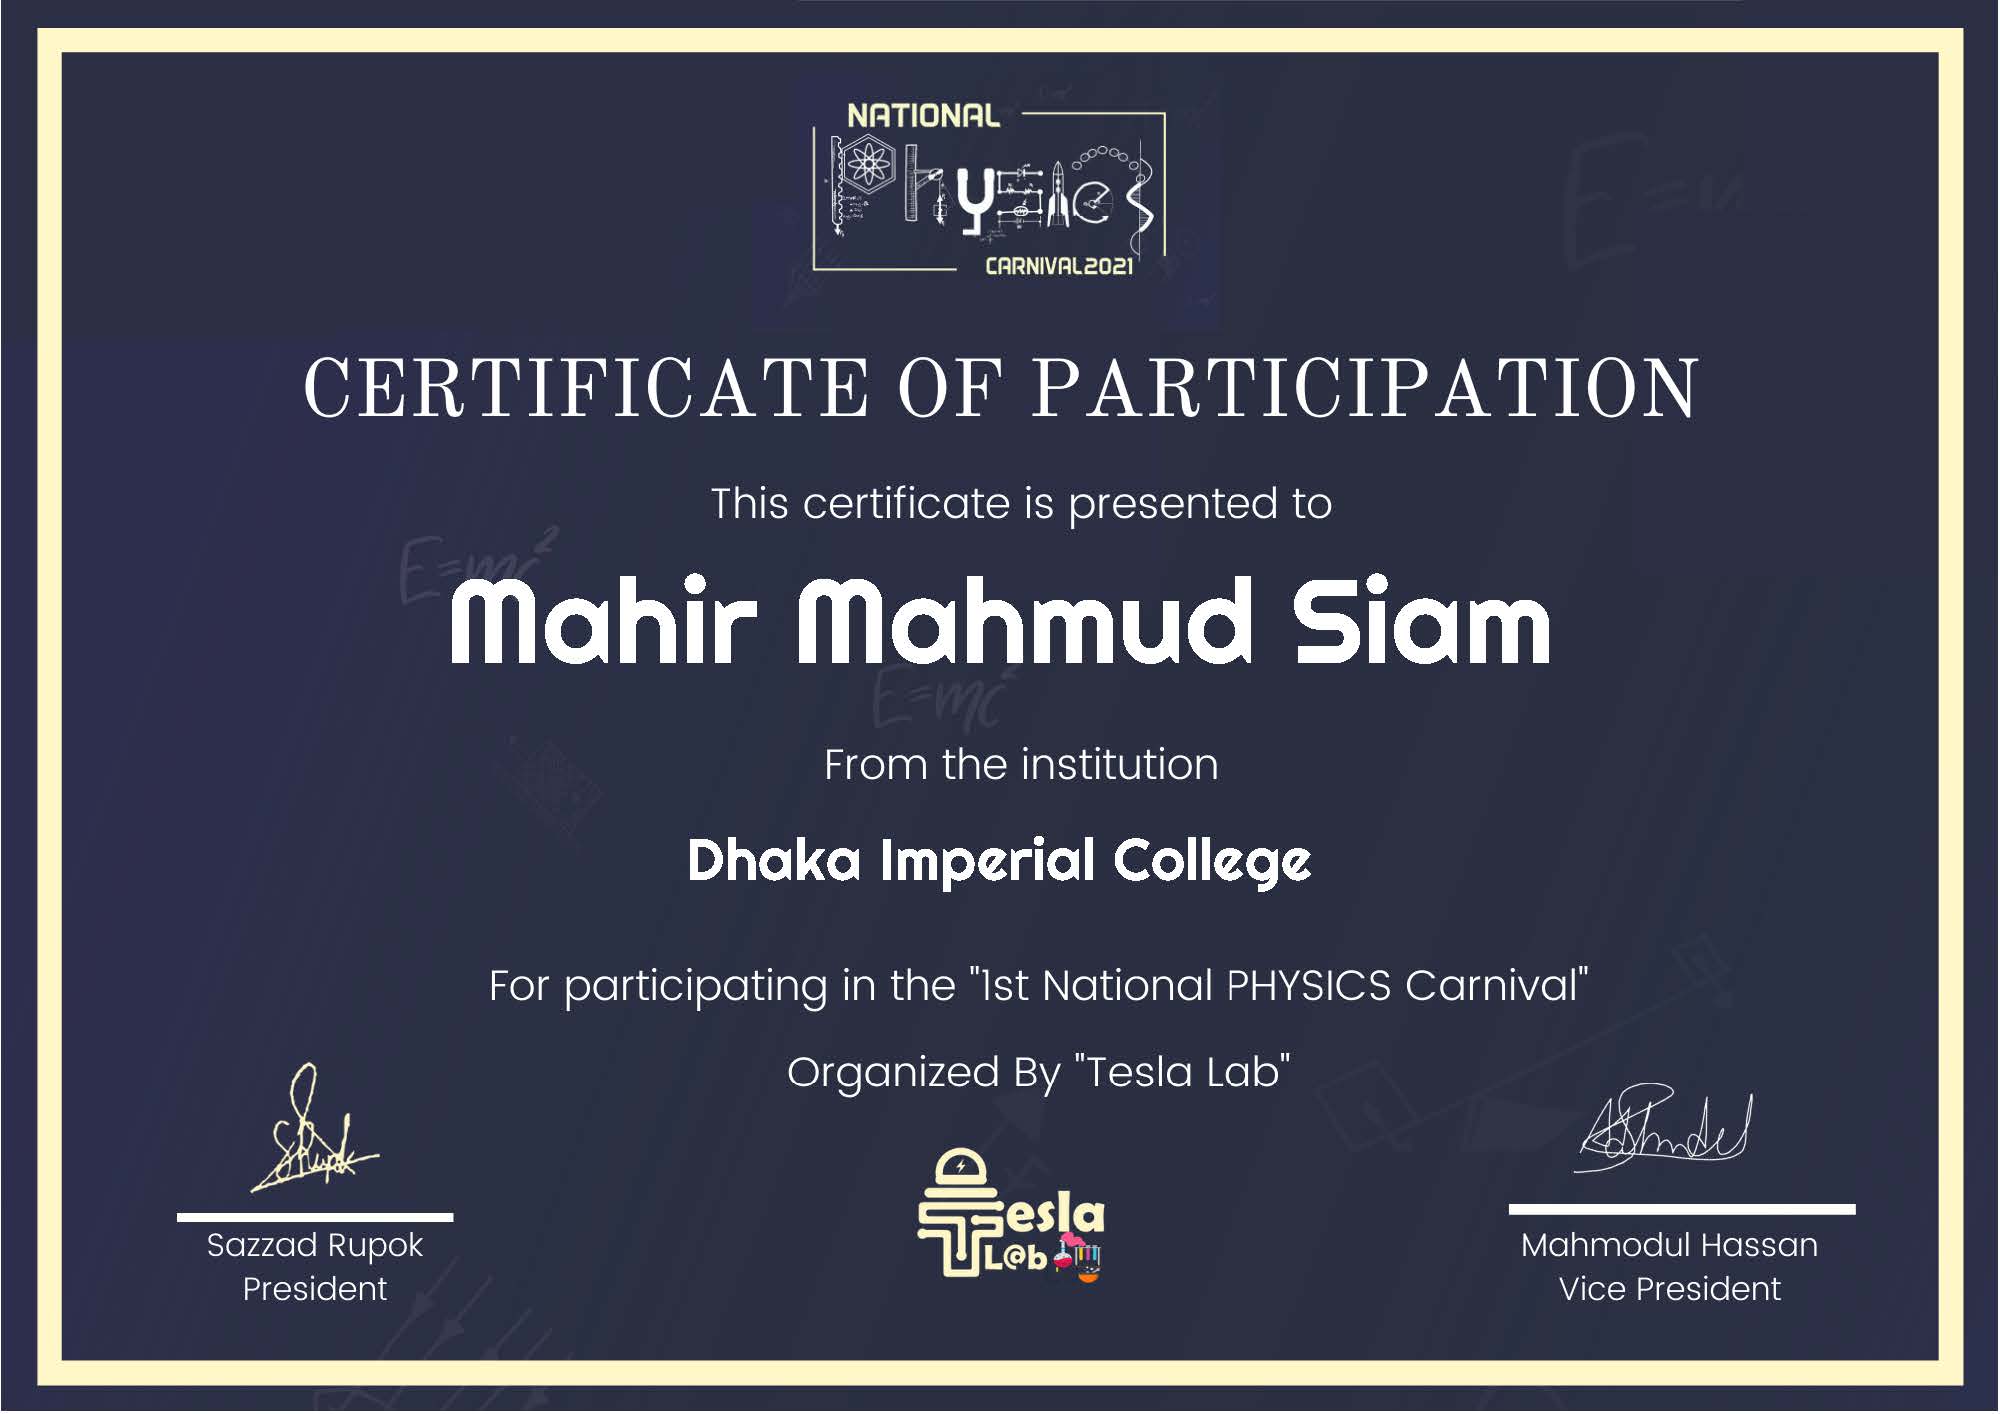 NATIONAL
Physics
CARNIVAL2021
CERTIFICATE OF PARTICIPATION
This certificate is presented to
E=mc²
Mahir Mahmud Siam
E=mc²
From the institution
Dhaka Imperial College
For participating in the "1st National PHYSICS Carnival"
Organized By "Tesla Lab"
Tesla
L@b
Sazzad Rupok
President
Mahmodul Hassan
Vice President